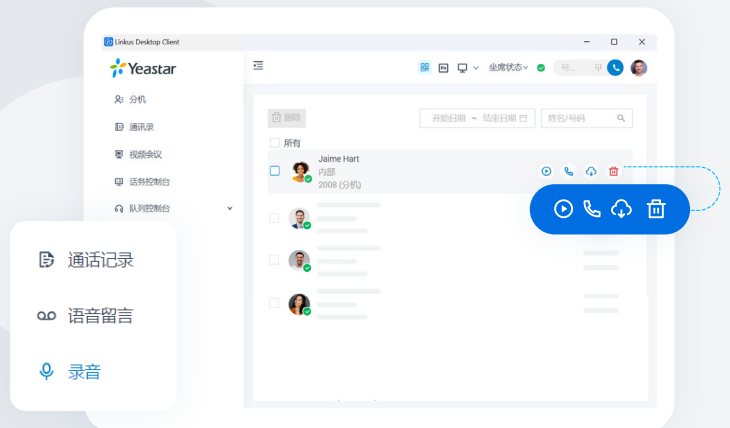 Linkus Desktop Client
Yeastar
分机
通讯录
视频会议
话务控制台
队列控制台
通话记录
语音留言
录音
坐席状态
号...
删除
开始日期 ~ 结束日期
姓名/号码
所有
Jaime Hart
内部
2008 (分机)